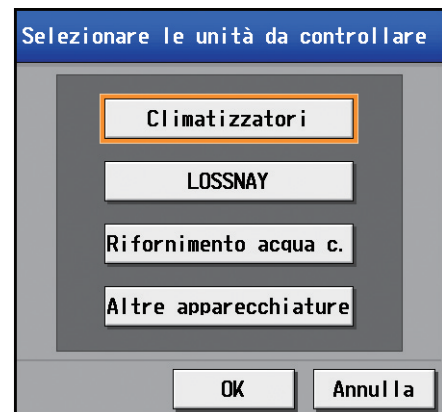 Selezionare le unità da controllare
Climatizzatori
LOSSNAY
Rifornimento acqua c.
Altre apparecchiature
OK
Annulla